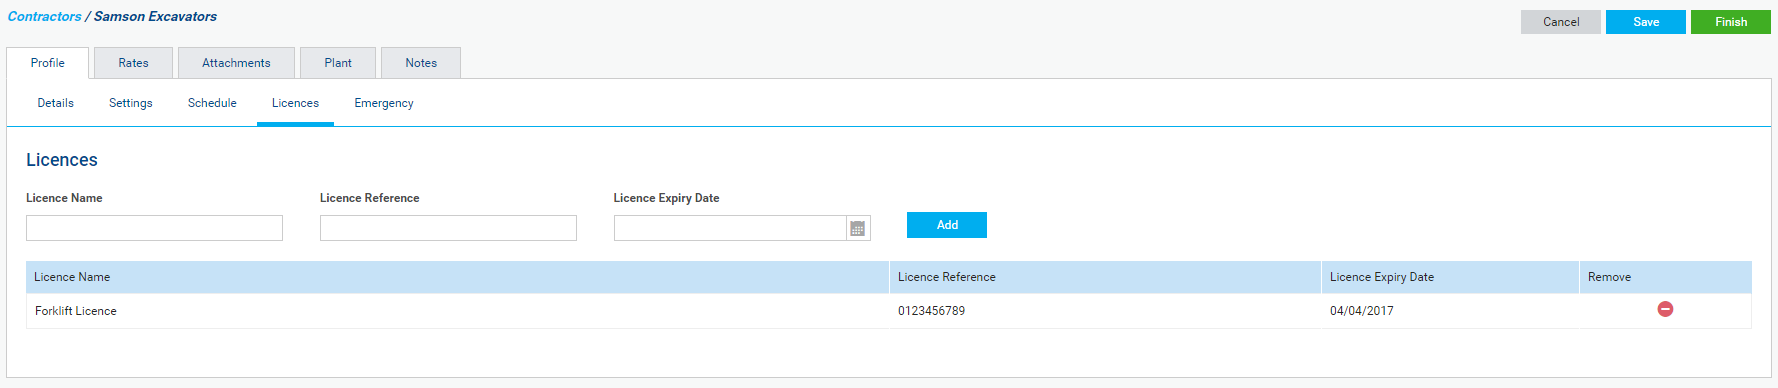 Contractors / Samson Excavators
Cancel Save Finish
Profile Rates Attachments Plant Notes
Details Settings Schedule Licences Emergency
Licences
Licence Name Licence Reference Licence Expiry Date
Add
Licence Name Licence Reference Licence Expiry Date Remove
Forklift Licence 0123456789 04/04/2017